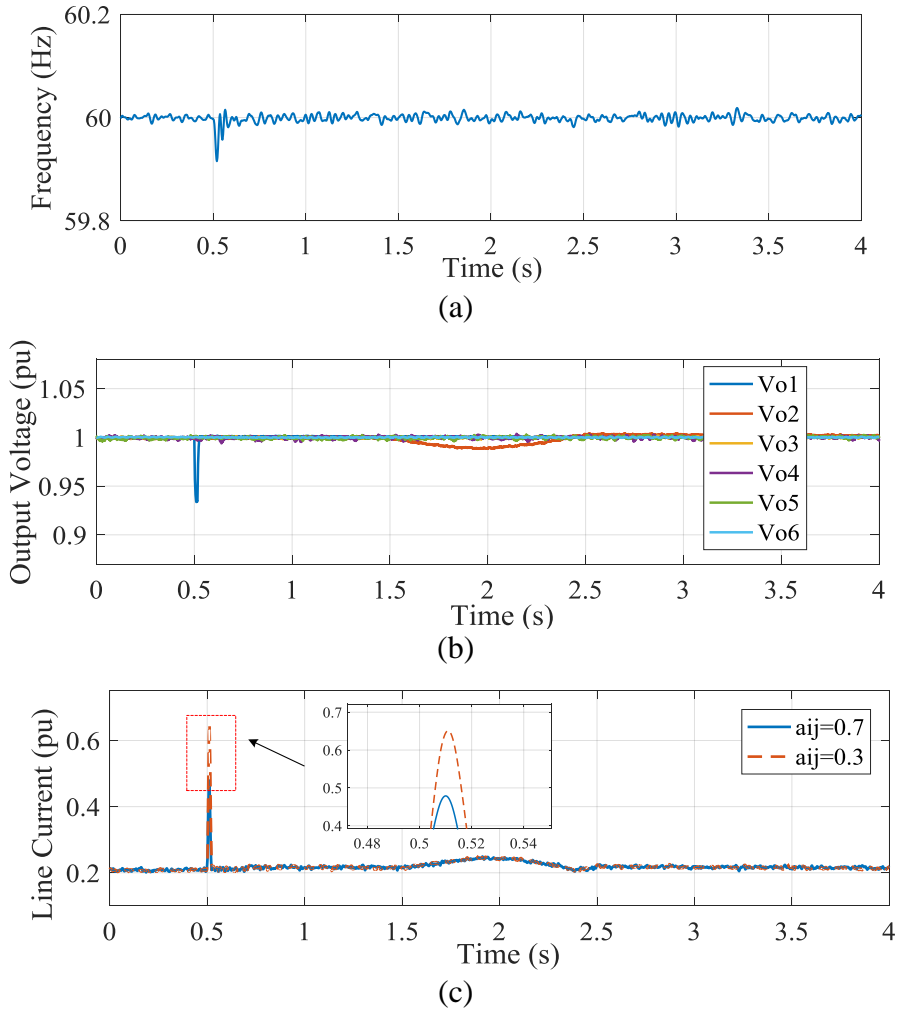 60.2
60
59.8
Frequency (Hz)
0 0.5 1 1.5 2 2.5 3 3.5 4
Time (s)
(a)
1.05
1
0.95
0.9
Output Voltage (pu)
Vo1
Vo2
Vo3
Vo4
Vo5
Vo6
0 0.5 1 1.5 2 2.5 3 3.5 4
Time (s)
(b)
0.6
0.4
0.2
Line Current (pu)
0.7
0.6
0.5
0.4
0.48 0.5 0.52 0.54
aij=0.7
aij=0.3
0 0.5 1 1.5 2 2.5 3 3.5 4
Time (s)
(c)